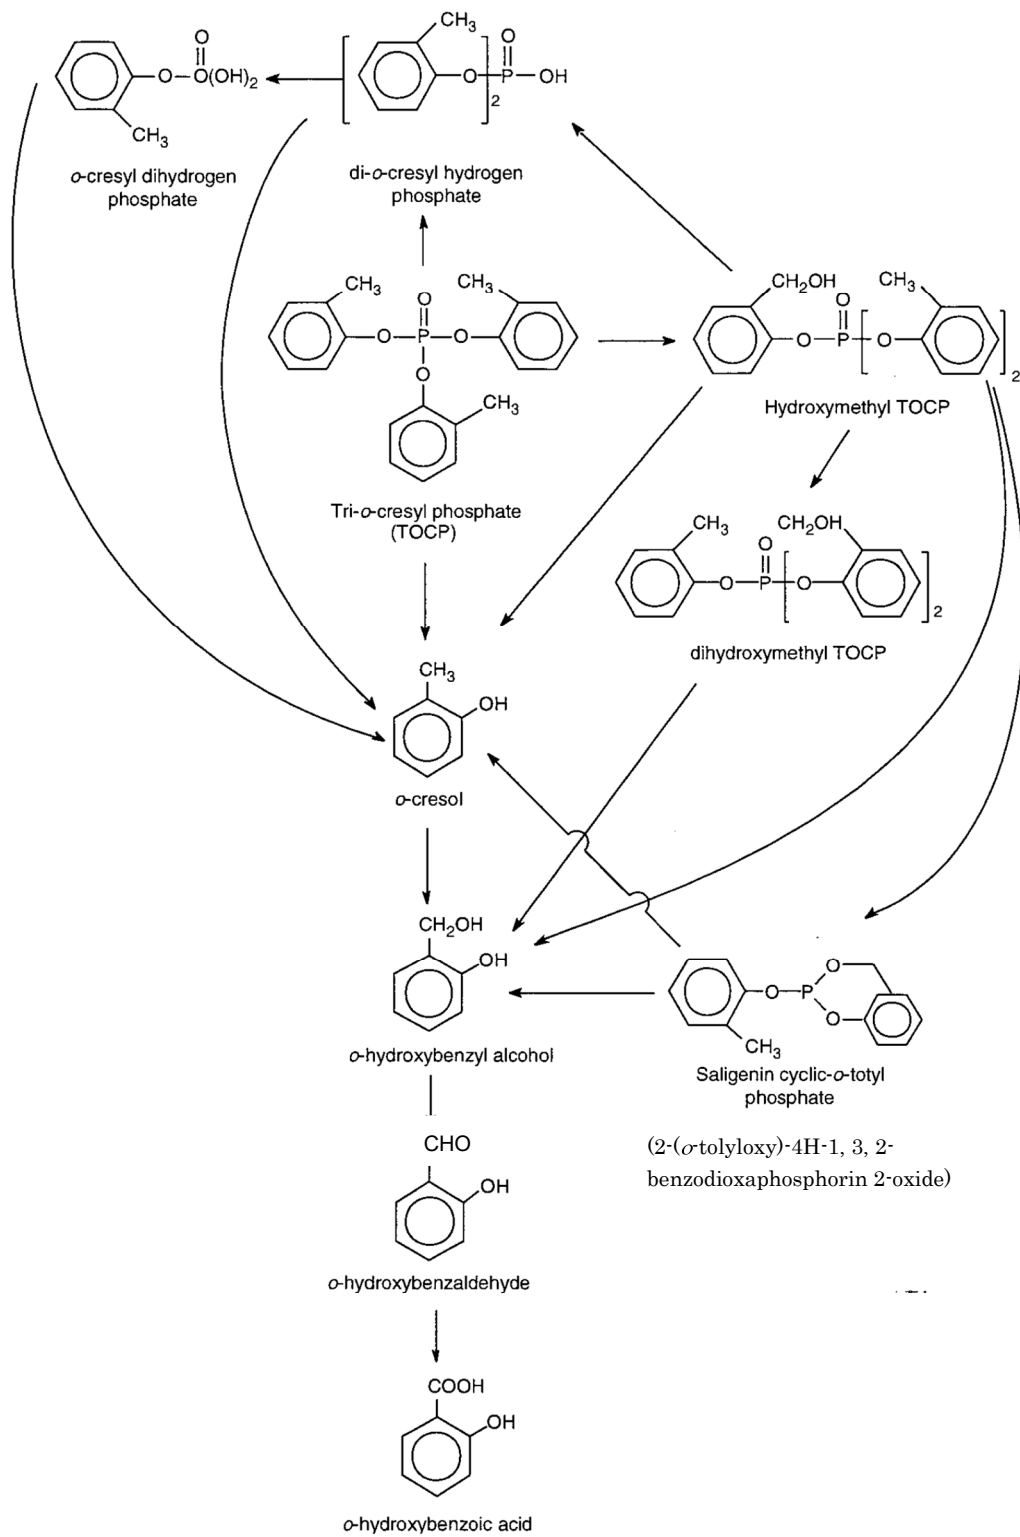 CH₃
O
O
O–O(OH)₂
O–P–OH
2
CH₃
o-cresyl dihydrogen
phosphate
di-o-cresyl hydrogen
phosphate
CH₃
CH₃
O
O–P–O
O
CH₃
Tri-o-cresyl phosphate
(TOCP)
CH₂OH
CH₃
O
O–P–O
2
Hydroxymethyl TOCP
CH₃
CH₂OH
O
O–P–O
2
dihydroxymethyl TOCP
CH₃
OH
o-cresol
CH₂OH
OH
o-hydroxybenzyl alcohol
O
O–P
O
CH₃
Saligenin cyclic-o-totyl
phosphate
(2-(o-tolyloxy)-4H-1, 3, 2-
benzodioxaphosphorin 2-oxide)
CHO
OH
o-hydroxybenzaldehyde
COOH
OH
o-hydroxybenzoic acid